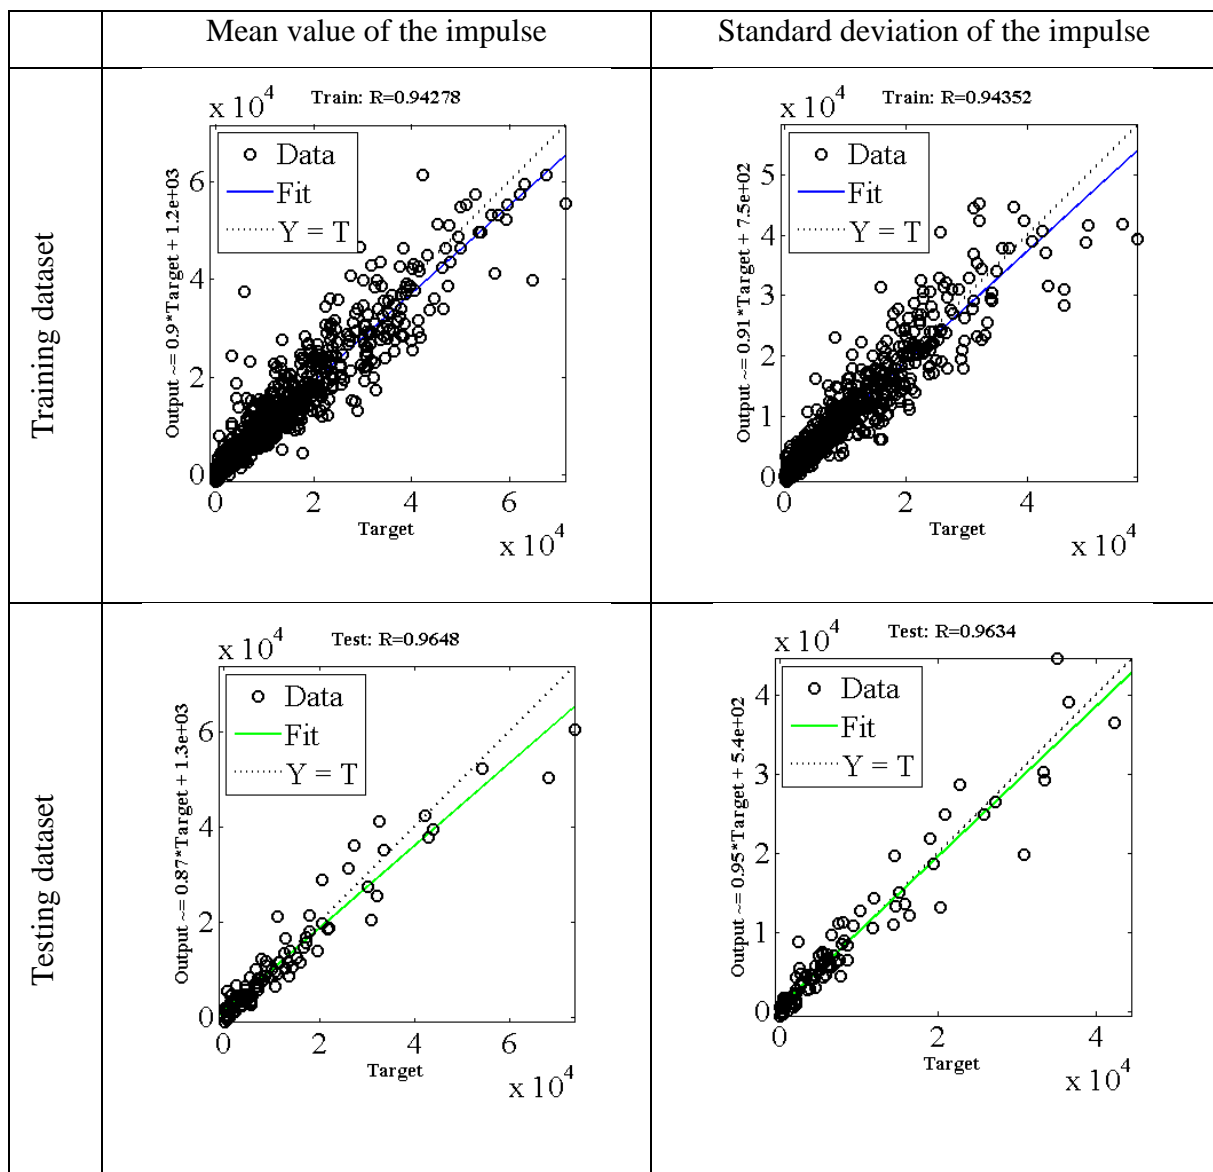 Mean value of the impulse
Standard deviation of the impulse
Training dataset
x 10^4
Train: R=0.94278
Data
Fit
Y = T
Output ~= 0.9*Target + 1.2e+03
6
4
2
0
0
2
4
6
Target
x 10^4
x 10^4
Train: R=0.94352
Data
Fit
Y = T
Output ~= 0.91*Target + 7.5e+02
5
4
3
2
1
0
0
2
4
Target
x 10^4
Testing dataset
x 10^4
Test: R=0.9648
Data
Fit
Y = T
Output ~= 0.87*Target + 1.3e+03
6
4
2
0
0
2
4
6
Target
x 10^4
x 10^4
Test: R=0.9634
Data
Fit
Y = T
Output ~= 0.95*Target + 5.4e+02
4
3
2
1
0
0
2
4
Target
x 10^4